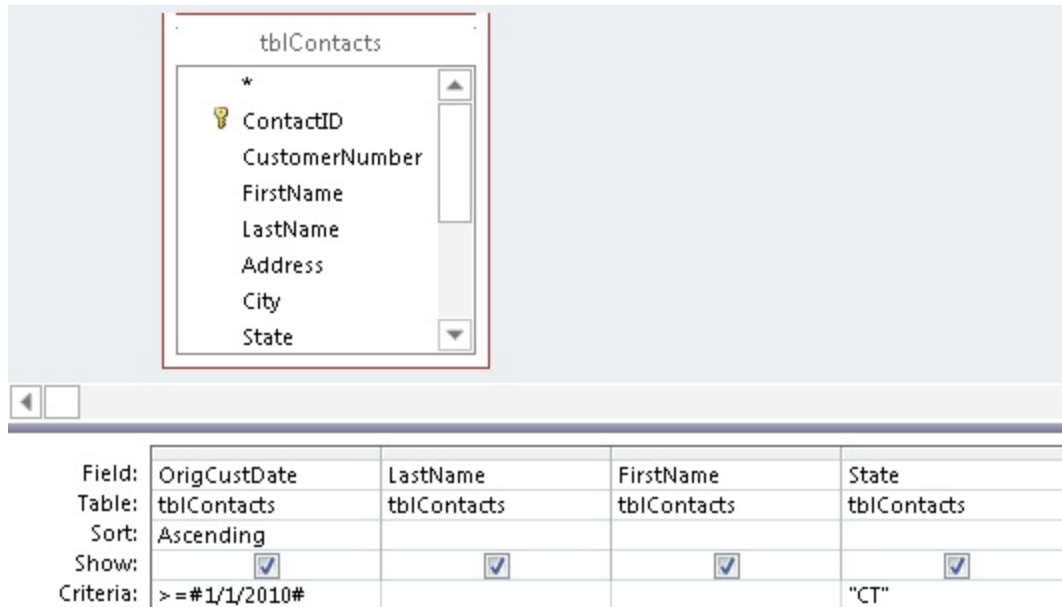 tblContacts
*
ContactID
CustomerNumber
FirstName
LastName
Address
City
State
Field: OrigCustDate LastName FirstName State
Table: tblContacts tblContacts tblContacts tblContacts
Sort: Ascending
Show:
Criteria: >=#1/1/2010# "CT"